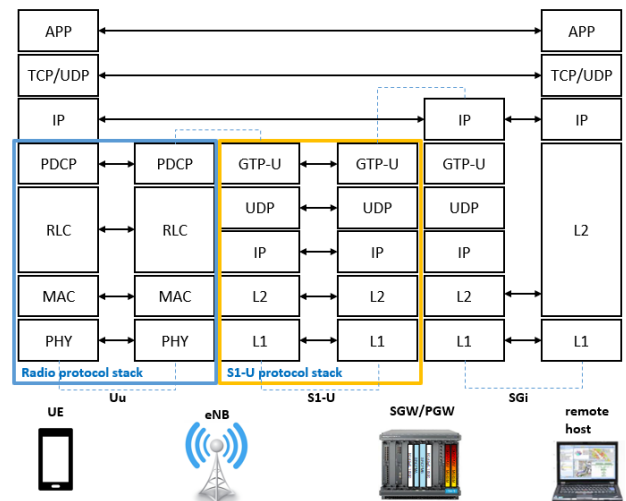 APP APP
TCP/UDP TCP/UDP
IP IP IP
PDCP PDCP GTP-U GTP-U GTP-U
RLC RLC UDP UDP UDP L2
IP IP IP
MAC MAC L2 L2 L2
PHY PHY L1 L1 L1 L1
Radio protocol stack S1-U protocol stack
Uu S1-U SGi
UE eNB SGW/PGW remote
host